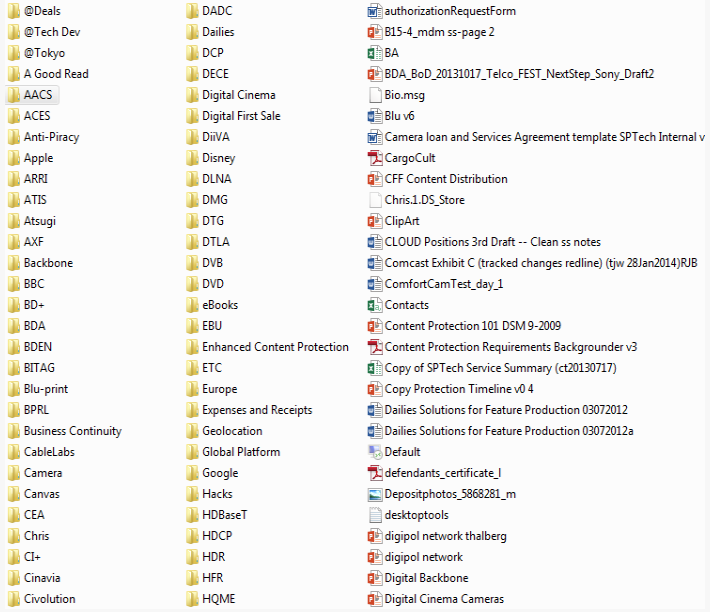 @Deals
@Tech Dev
@Tokyo
A Good Read
AACS
ACES
Anti-Piracy
Apple
ARRI
ATIS
Atsugi
AXF
Backbone
BBC
BD+
BDA
BDEN
BITAG
Blu-print
BPRL
Business Continuity
CableLabs
Camera
Canvas
CEA
Chris
CI+
Cinavia
Civolution
DADC
Dailies
DCP
DECE
Digital Cinema
Digital First Sale
DiiVA
Disney
DLNA
DMG
DTG
DTLA
DVB
DVD
eBooks
EBU
Enhanced Content Protection
ETC
Europe
Expenses and Receipts
Geolocation
Global Platform
Google
Hacks
HDBaseT
HDCP
HDR
HFR
HQME
authorizationRequestForm
B15-4_mdm ss-page 2
BA
BDA_BoD_20131017_Telco_FEST_NextStep_Sony_Draft2
Bio.msg
Blu v6
Camera loan and Services Agreement template SPTech Internal v
CargoCult
CFF Content Distribution
Chris.1.DS_Store
ClipArt
CLOUD Positions 3rd Draft -- Clean ss notes
Comcast Exhibit C (tracked changes redline) (tjw 28Jan2014)RJB
ComfortCamTest_day_1
Contacts
Content Protection 101 DSM 9-2009
Content Protection Requirements Backgrounder v3
Copy of SPTech Service Summary (ct20130717)
Copy Protection Timeline v0 4
Dailies Solutions for Feature Production 03072012
Dailies Solutions for Feature Production 03072012a
Default
defendants_certificate_l
Depositphotos_5868281_m
desktoptools
digipol network thalberg
digipol network
Digital Backbone
Digital Cinema Cameras